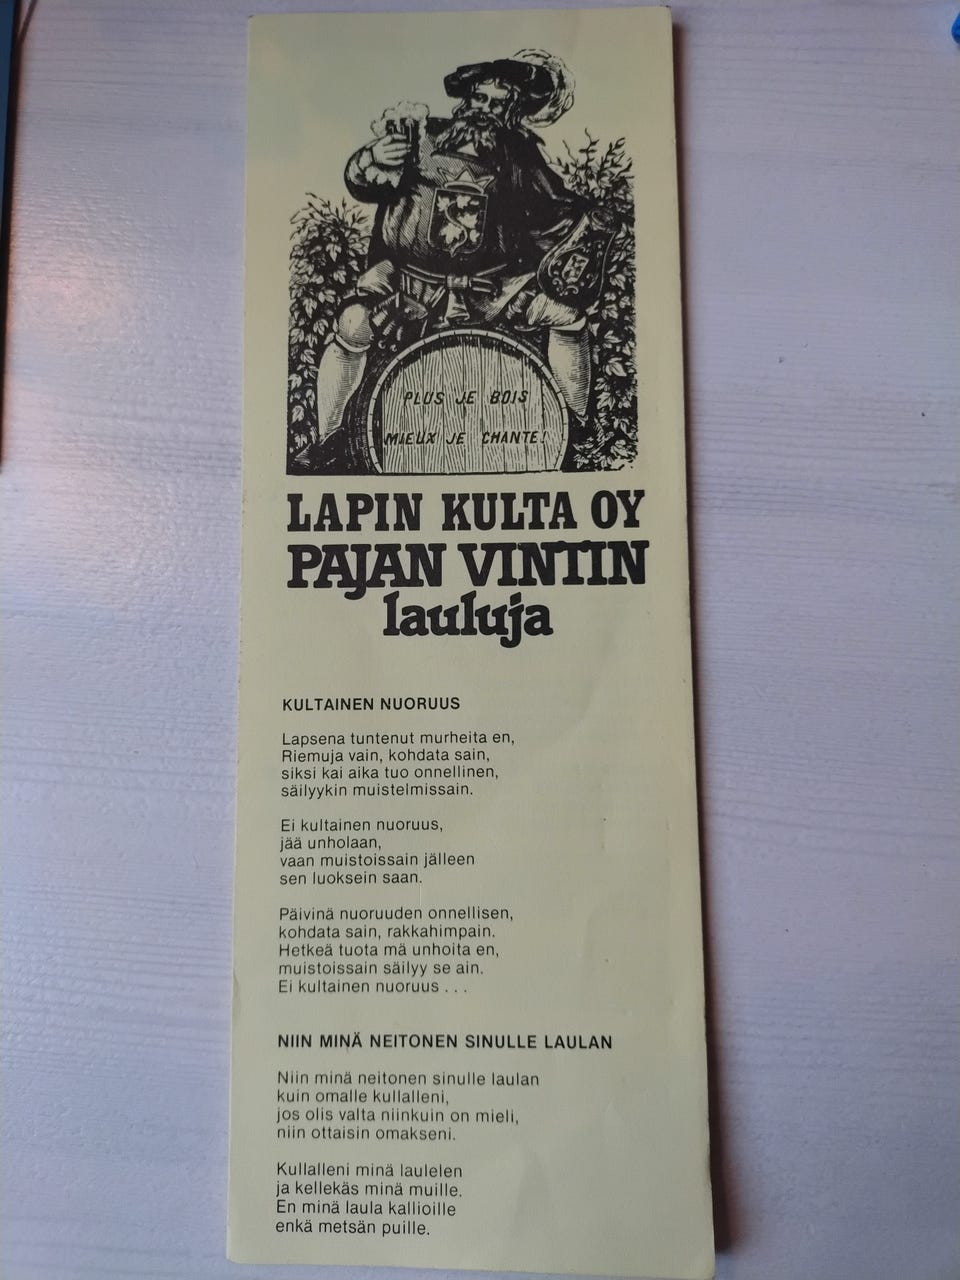 PLUS JE BOIS
MIEUX JE CHANTE!
LAPIN KULTA OY
PAJAN VINTIN
lauluja
KULTAINEN NUORUUS
Lapsena tuntenut murheita en,
Riemuja vain, kohdata sain,
siksi kai aika tuo onnellinen,
säilyykin muistelmissain.
Ei kultainen nuoruus,
jää unholaan,
vaan muistoissain jälleen
sen luoksein saan.
Päivinä nuoruuden onnellisen,
kohdata sain, rakkahimpain.
Hetkeä tuota mä unhoita en,
muistoissain säilyy se ain.
Ei kultainen nuoruus . . .
NIIN MINÄ NEITONEN SINULLE LAULAN
Niin minä neitonen sinulle laulan
kuin omalle kullalleni,
jos olis valta niinkuin on mieli,
niin ottaisin omakseni.
Kullalleni minä laulelen
ja kellekäs minä muille.
En minä laula kallioille
enkä metsän puille.